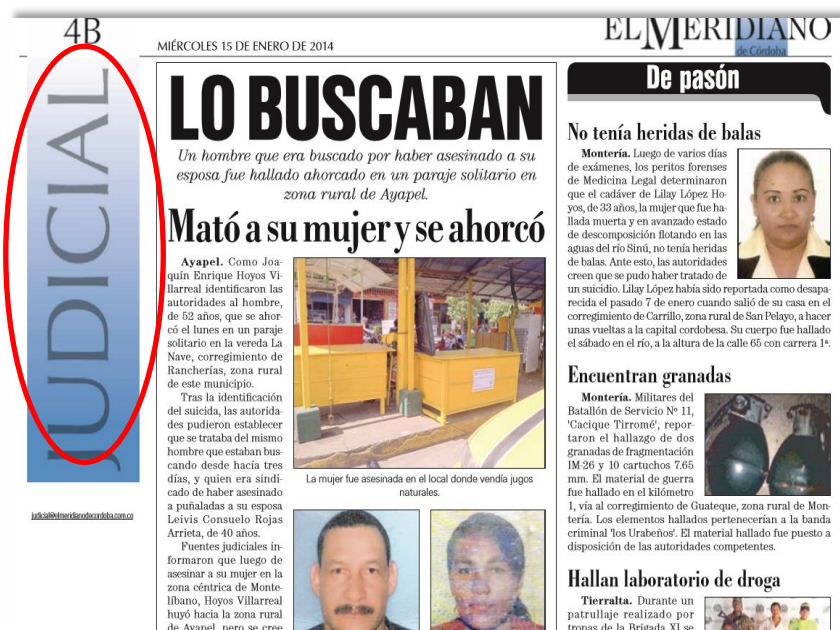 4B
MIÉRCOLES 15 DE ENERO DE 2014
EL MERIDIANO
de Córdoba
JUDICIAL
judicial@elmeridianodecordoba.com.co
LO BUSCABAN
Un hombre que era buscado por haber asesinado a su
esposa fue hallado ahorcado en un paraje solitario en
zona rural de Ayapel.
Mató a su mujer y se ahorcó
Ayapel. Como Joa-
quín Enrique Hoyos Vi-
llarreal identificaron las
autoridades al hombre,
de 52 años, que se ahor-
có el lunes en un paraje
solitario en la vereda La
Nave, corregimiento de
Rancherías, zona rural
de este municipio.
Tras la identificación
del suicida, las autorida-
des pudieron establecer
que se trataba del mismo
hombre que estaban bus-
cando desde hacía tres
días, y quien era sindi-
cado de haber asesinado
a puñaladas a su esposa
Leivis Consuelo Rojas
Arrieta, de 40 años.
Fuentes judiciales in-
formaron que luego de
asesinar a su mujer en la
zona céntrica de Monte-
líbano, Hoyos Villarreal
huyó hacia la zona rural
de Ayapel, pero se cree
La mujer fue asesinada en el local donde vendía jugos
naturales.
De pasón
No tenía heridas de balas
Montería. Luego de varios días
de exámenes, los peritos forenses
de Medicina Legal determinaron
que el cadáver de Lilay López Ho-
yos, de 33 años, la mujer que fue ha-
llada muerta y en avanzado estado
de descomposición flotando en las
aguas del río Sinú, no tenía heridas
de balas. Ante esto, las autoridades
creen que se pudo haber tratado de
un suicidio. Lilay López había sido reportada como desapa-
recida el pasado 7 de enero cuando salió de su casa en el
corregimiento de Carrillo, zona rural de San Pelayo, a hacer
unas vueltas a la capital cordobesa. Su cuerpo fue hallado
el sábado en el río, a la altura de la calle 65 con carrera 1ª.
Encuentran granadas
Montería. Militares del
Batallón de Servicio Nº 11,
'Cacique Tirromé', repor-
taron el hallazgo de dos
granadas de fragmentación
IM-26 y 10 cartuchos 7.65
mm. El material de guerra
fue hallado en el kilómetro
1, vía al corregimiento de Guateque, zona rural de Mon-
tería. Los elementos hallados pertenecerían a la banda
criminal 'los Urabeños'. El material hallado fue puesto a
disposición de las autoridades competentes.
Hallan laboratorio de droga
Tierralta. Durante un
patrullaje realizado por
tropas de la Brigada XI se